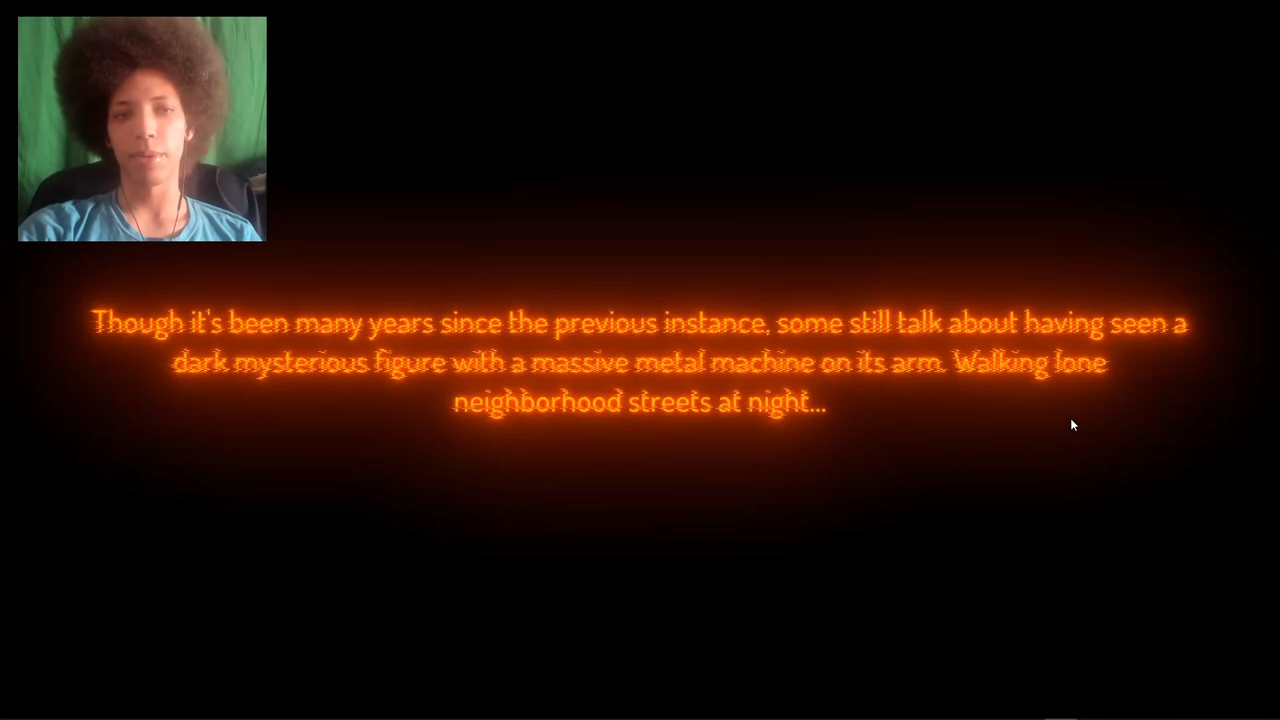 Though it's been many years since the previous instance, some still talk about having seen a
dark mysterious figure with a massive metal machine on its arm. Walking lone
neighborhood streets at night...